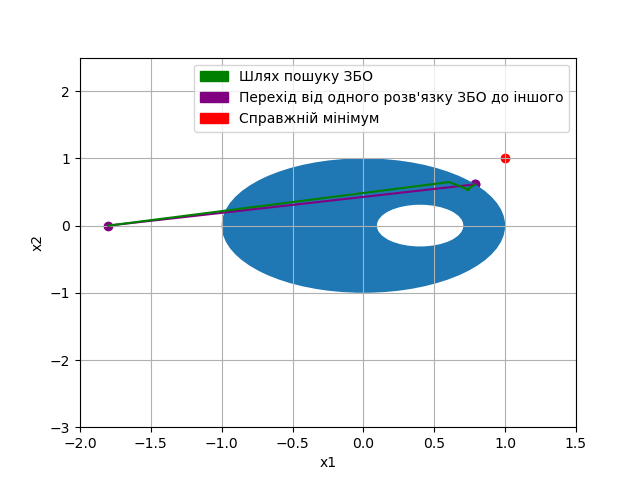 Шлях пошуку ЗБО
Перехід від одного розв'язку ЗБО до іншого
Справжній мінімум
2
1
0
−1
−2
−3
x2
−2.0 −1.5 −1.0 −0.5 0.0 0.5 1.0 1.5
x1